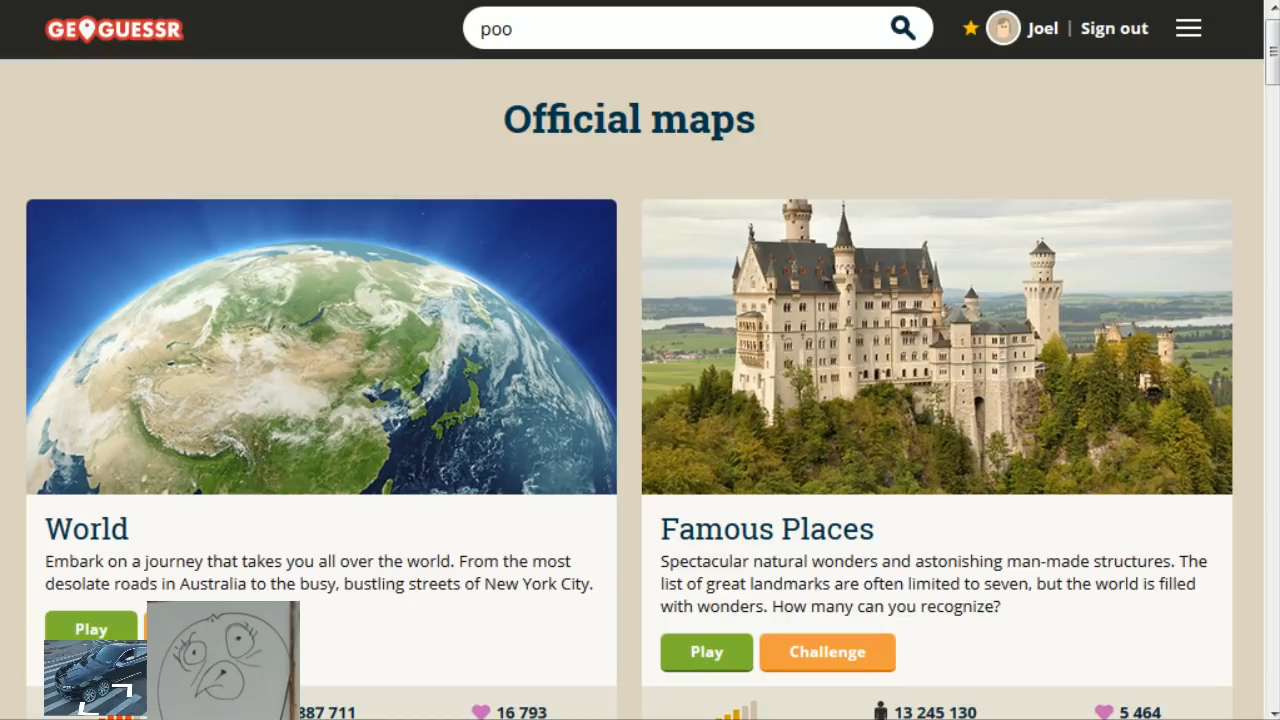 GEOGUESSR
poo
Joel | Sign out
Official maps
World
Embark on a journey that takes you all over the world. From the most
desolate roads in Australia to the busy, bustling streets of New York City.
Play
887 711
16 793
Famous Places
Spectacular natural wonders and astonishing man-made structures. The
list of great landmarks are often limited to seven, but the world is filled
with wonders. How many can you recognize?
Play
Challenge
13 245 130
5 464